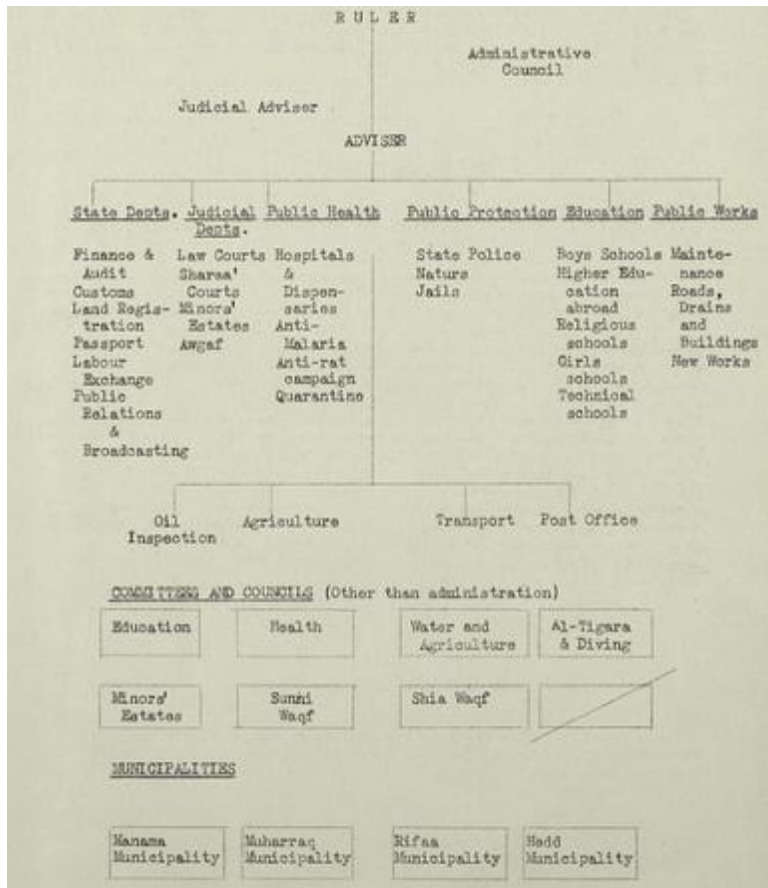 R U L E R
Administrative
Council
Judicial Adviser
ADVISER
State Depts.
Finance &
Audit
Customs
Land Regis-
tration
Passport
Labour
Exchange
Public
Relations
&
Broadcasting
Judicial
Depts.
Law Courts
Sharaa'
Courts
Minors'
Estates
Awqaf
Public Health
Hospitals
&
Dispen-
saries
Anti-
Malaria
Anti-rat
campaign
Quarantine
Public Protection
State Police
Naturs
Jails
Education
Boys Schools
Higher Edu-
cation
abroad
Religious
schools
Girls
schools
Technical
schools
Public Works
Mainte-
nance
Roads,
Drains
and
Buildings
New Works
Oil
Inspection
Agriculture
Transport
Post Office
COMMITTEES AND COUNCILS (Other than administration)
Education
Health
Water and
Agriculture
Al-Tigara
& Diving
Minors'
Estates
Sunni
Waqf
Shia Waqf
MUNICIPALITIES
Manama
Municipality
Muharraq
Municipality
Rifaa
Municipality
Hedd
Municipality